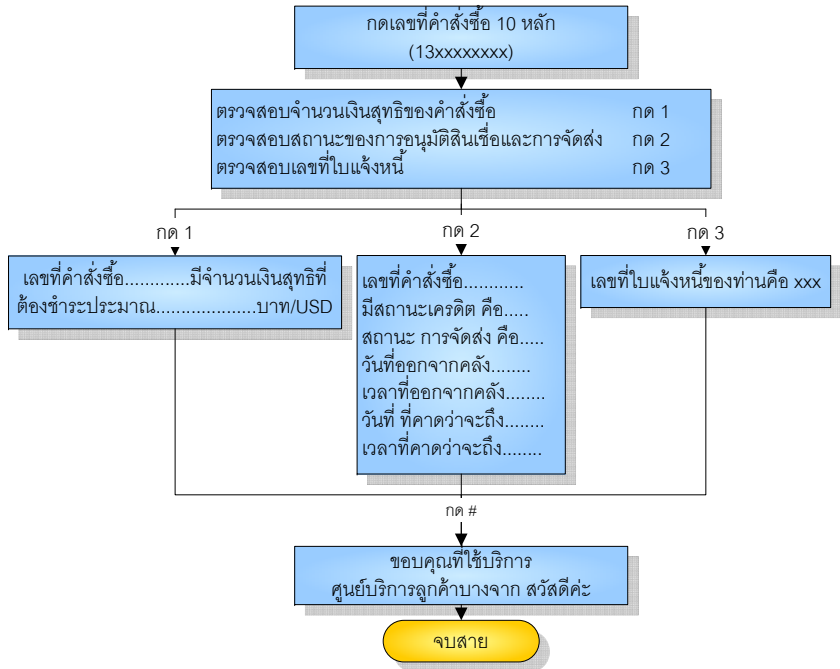 กดเลขที่คำสั่งซื้อ 10 หลัก
(13xxxxxxxx)
ตรวจสอบจำนวนเงินสุทธิของคำสั่งซื้อ กด 1
ตรวจสอบสถานะของการอนุมัติสินเชื่อและการจัดส่ง กด 2
ตรวจสอบเลขที่ใบแจ้งหนี้ กด 3
กด 1
กด 2
กด 3
เลขที่คำสั่งซื้อ.............มีจำนวนเงินสุทธิที่
ต้องชำระประมาณ.....................บาท/USD
เลขที่คำสั่งซื้อ............
มีสถานะเครดิต คือ.....
สถานะ การจัดส่ง คือ.....
วันที่ออกจากคลัง........
เวลาที่ออกจากคลัง........
วันที่ ที่คาดว่าจะถึง........
เวลาที่คาดว่าจะถึง........
เลขที่ใบแจ้งหนี้ของท่านคือ xxx
กด #
ขอบคุณที่ใช้บริการ
ศูนย์บริการลูกค้าบางจาก สวัสดีค่ะ
จบสาย